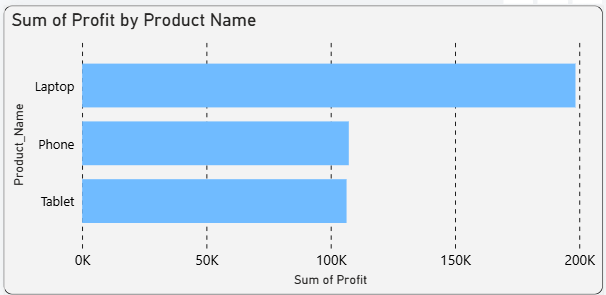 Sum of Profit by Product Name
Product_Name
Laptop
Phone
Tablet
0K 50K 100K 150K 200K
Sum of Profit